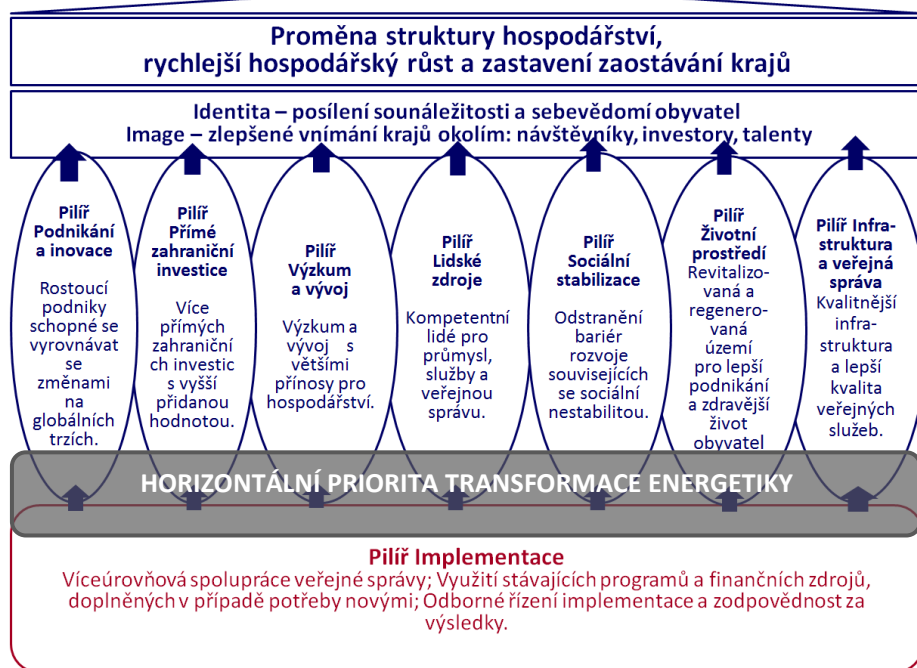 Proměna struktury hospodářství,
rychlejší hospodářský růst a zastavení zaostávání krajů
Identita – posílení sounáležitosti a sebevědomí obyvatel
Image – zlepšené vnímání krajů okolím: návštěvníky, investory, talenty
Pilíř
Podnikání
a inovace
Rostoucí
podniky
schopné se
vyrovnávat
se
změnami
na
globálních
trzích.
Pilíř
Přímé
zahraniční
investice
Více
přímých
zahraniční
ch investic
s vyšší
přidanou
hodnotou.
Pilíř
Výzkum
a vývoj
Výzkum a
vývoj s
většími
přínosy pro
hospodářství.
Pilíř
Lidské
zdroje
Kompetentní
lidé pro
průmysl,
služby a
veřejnou
správu.
Pilíř
Sociální
stabilizace
Odstranění
bariér
rozvoje
souvisejících
se sociální
nestabilitou.
Pilíř
Životní
prostředí
Revitalizo-
vaná a
regenero-
vaná
území
pro lepší
podnikání
a zdravější
život
obyvatel
Pilíř Infra-
struktura
a veřejná
správa
Kvalitnější
infra-
struktura
a lepší
kvalita
veřejných
služeb.
HORIZONTÁLNÍ PRIORITA TRANSFORMACE ENERGETIKY
Pilíř Implementace
Víceúrovňová spolupráce veřejné správy; Využití stávajících programů a finančních zdrojů,
doplněných v případě potřeby novými; Odborné řízení implementace a zodpovědnost za
výsledky.